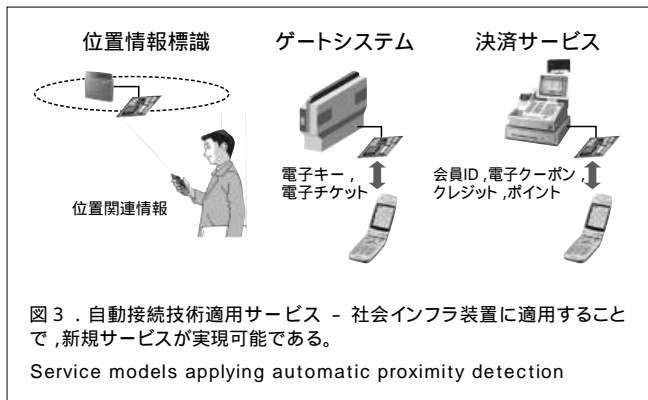 位置情報標識
ゲートシステム
決済サービス
位置関連情報
電子キー ,
電子チケット
会員ID ,電子クーポン ,
クレジット ,ポイント
図3 . 自動接続技術適用サービス － 社会インフラ装置に適用すること
で ,新規サービスが実現可能である。
Service models applying automatic proximity detection